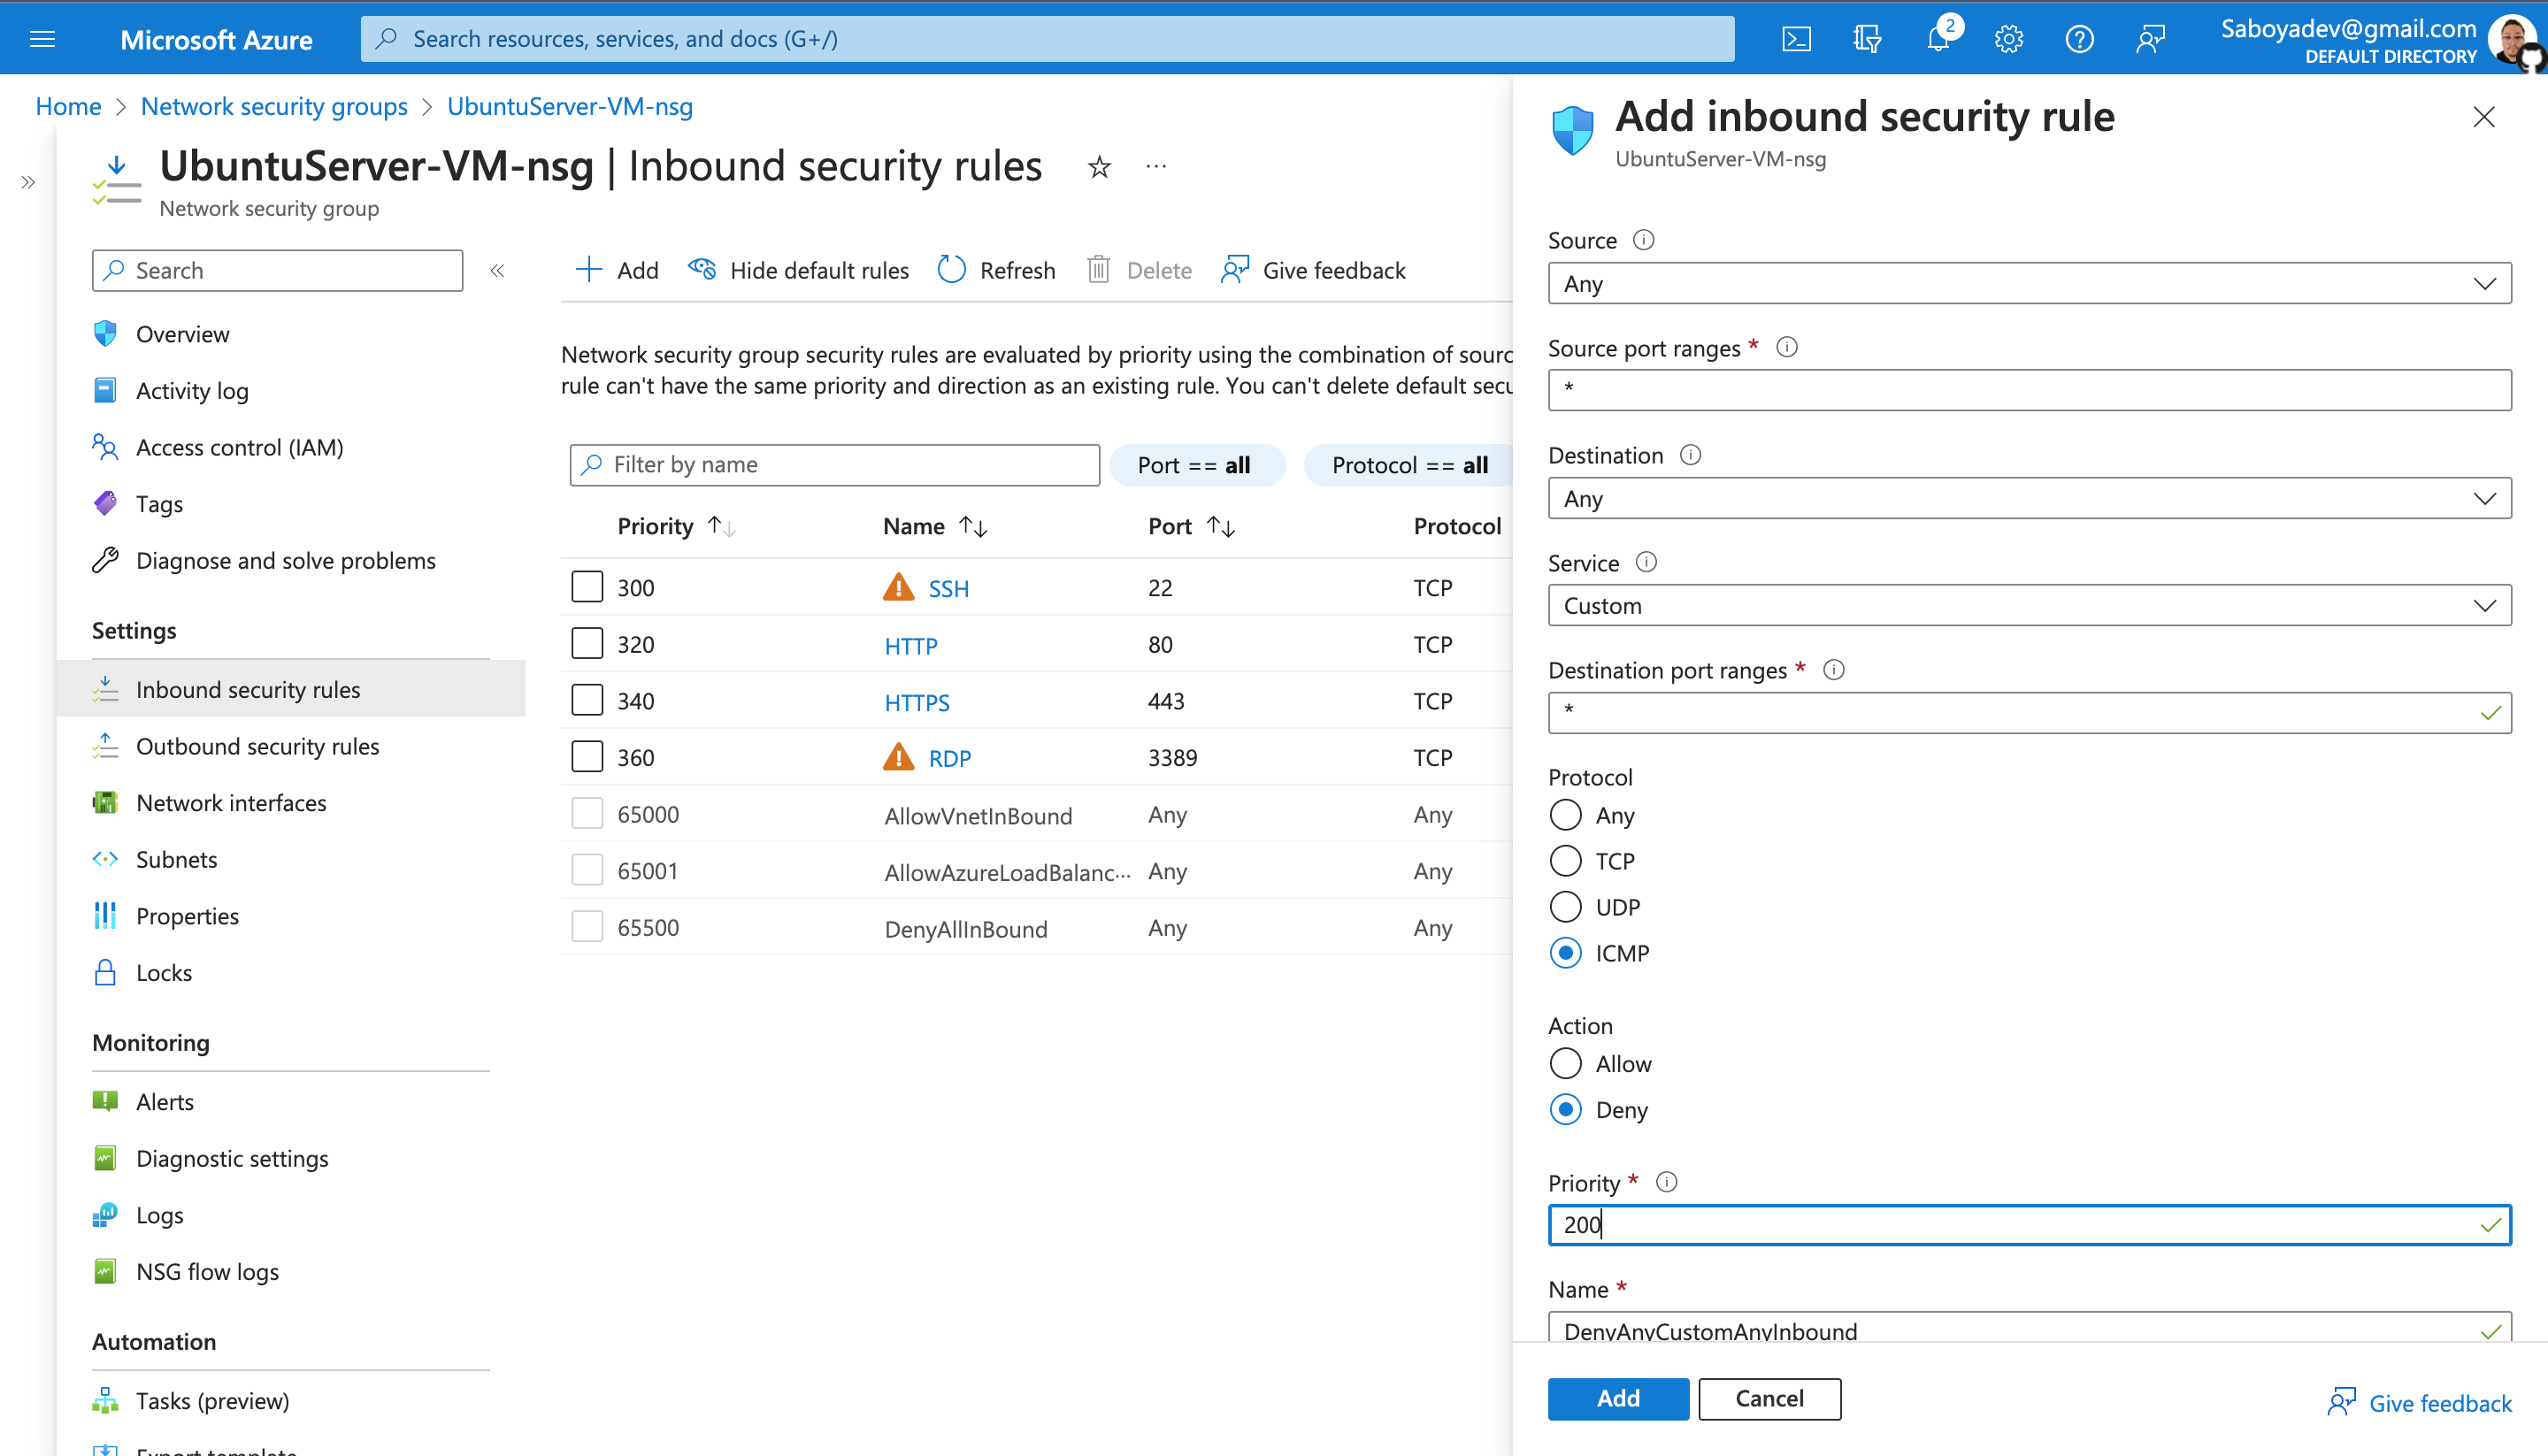 Microsoft Azure
Search resources, services, and docs (G+/)
2
Saboyadev@gmail.com
DEFAULT DIRECTORY
Home > Network security groups > UbuntuServer-VM-nsg
UbuntuServer-VM-nsg | Inbound security rules
Network security group
Search
Overview
Activity log
Access control (IAM)
Tags
Diagnose and solve problems
Settings
Inbound security rules
Outbound security rules
Network interfaces
Subnets
Properties
Locks
Monitoring
Alerts
Diagnostic settings
Logs
NSG flow logs
Automation
Tasks (preview)
Export template
Add Hide default rules Refresh Delete Give feedback
Network security group security rules are evaluated by priority using the combination of sourc
rule can't have the same priority and direction as an existing rule. You can't delete default secu
Filter by name Port == all Protocol == all
Priority Name Port Protocol
300 SSH 22 TCP
320 HTTP 80 TCP
340 HTTPS 443 TCP
360 RDP 3389 TCP
65000 AllowVnetInBound Any Any
65001 AllowAzureLoadBalanc... Any Any
65500 DenyAllInBound Any Any
Add inbound security rule
UbuntuServer-VM-nsg
Source
Any
Source port ranges *
*
Destination
Any
Service
Custom
Destination port ranges *
*
Protocol
Any
TCP
UDP
ICMP
Action
Allow
Deny
Priority *
200
Name *
DenyAnyCustomAnyInbound
Add Cancel
Give feedback